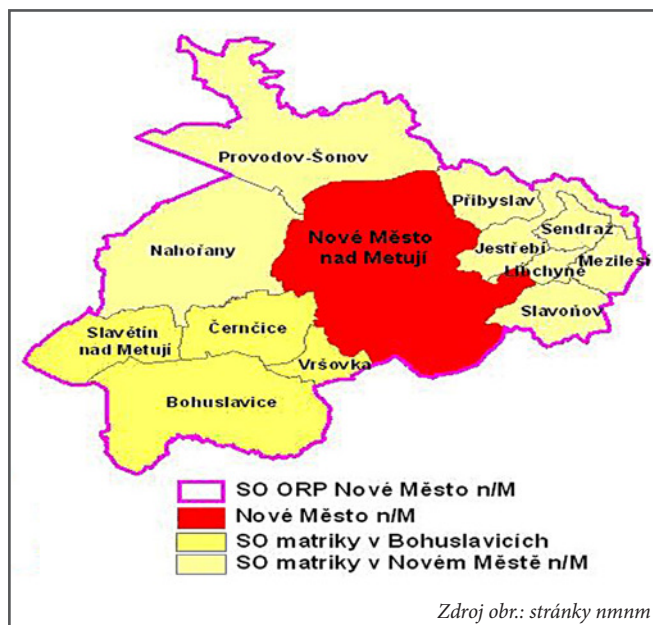 Provodov-Šonov
Přibyslav
Sendraž
Nové Město
nad Metují
Jestřebí
Mezilesí
Nahořany
Libchyně
Slavoňov
Slavětín
nad Metují
Černčice
Vršovka
Bohuslavice
SO ORP Nové Město n/M
Nové Město n/M
SO matriky v Bohuslavicích
SO matriky v Novém Městě n/M
Zdroj obr.: stránky nmnm